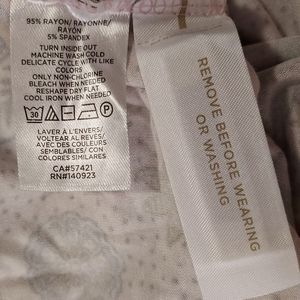 95% RAYON/ RAYONNE/
RAYON
5% SPANDEX
TURN INSIDE OUT
MACHINE WASH COLD
DELICATE CYCLE WITH LIKE
COLORS
ONLY NON-CHLORINE
BLEACH WHEN NEEDED
RESHAPE DRY FLAT
COOL IRON WHEN NEEDED
30
LAVER À L'ENVERS/
VOLTEAR AL REVES/
AVEC DES COULEURS
SEMBLABLES/ CON
COLORES SIMILARES
CA#57421
RN#140923
REMOVE BEFORE WEARING
OR WASHING